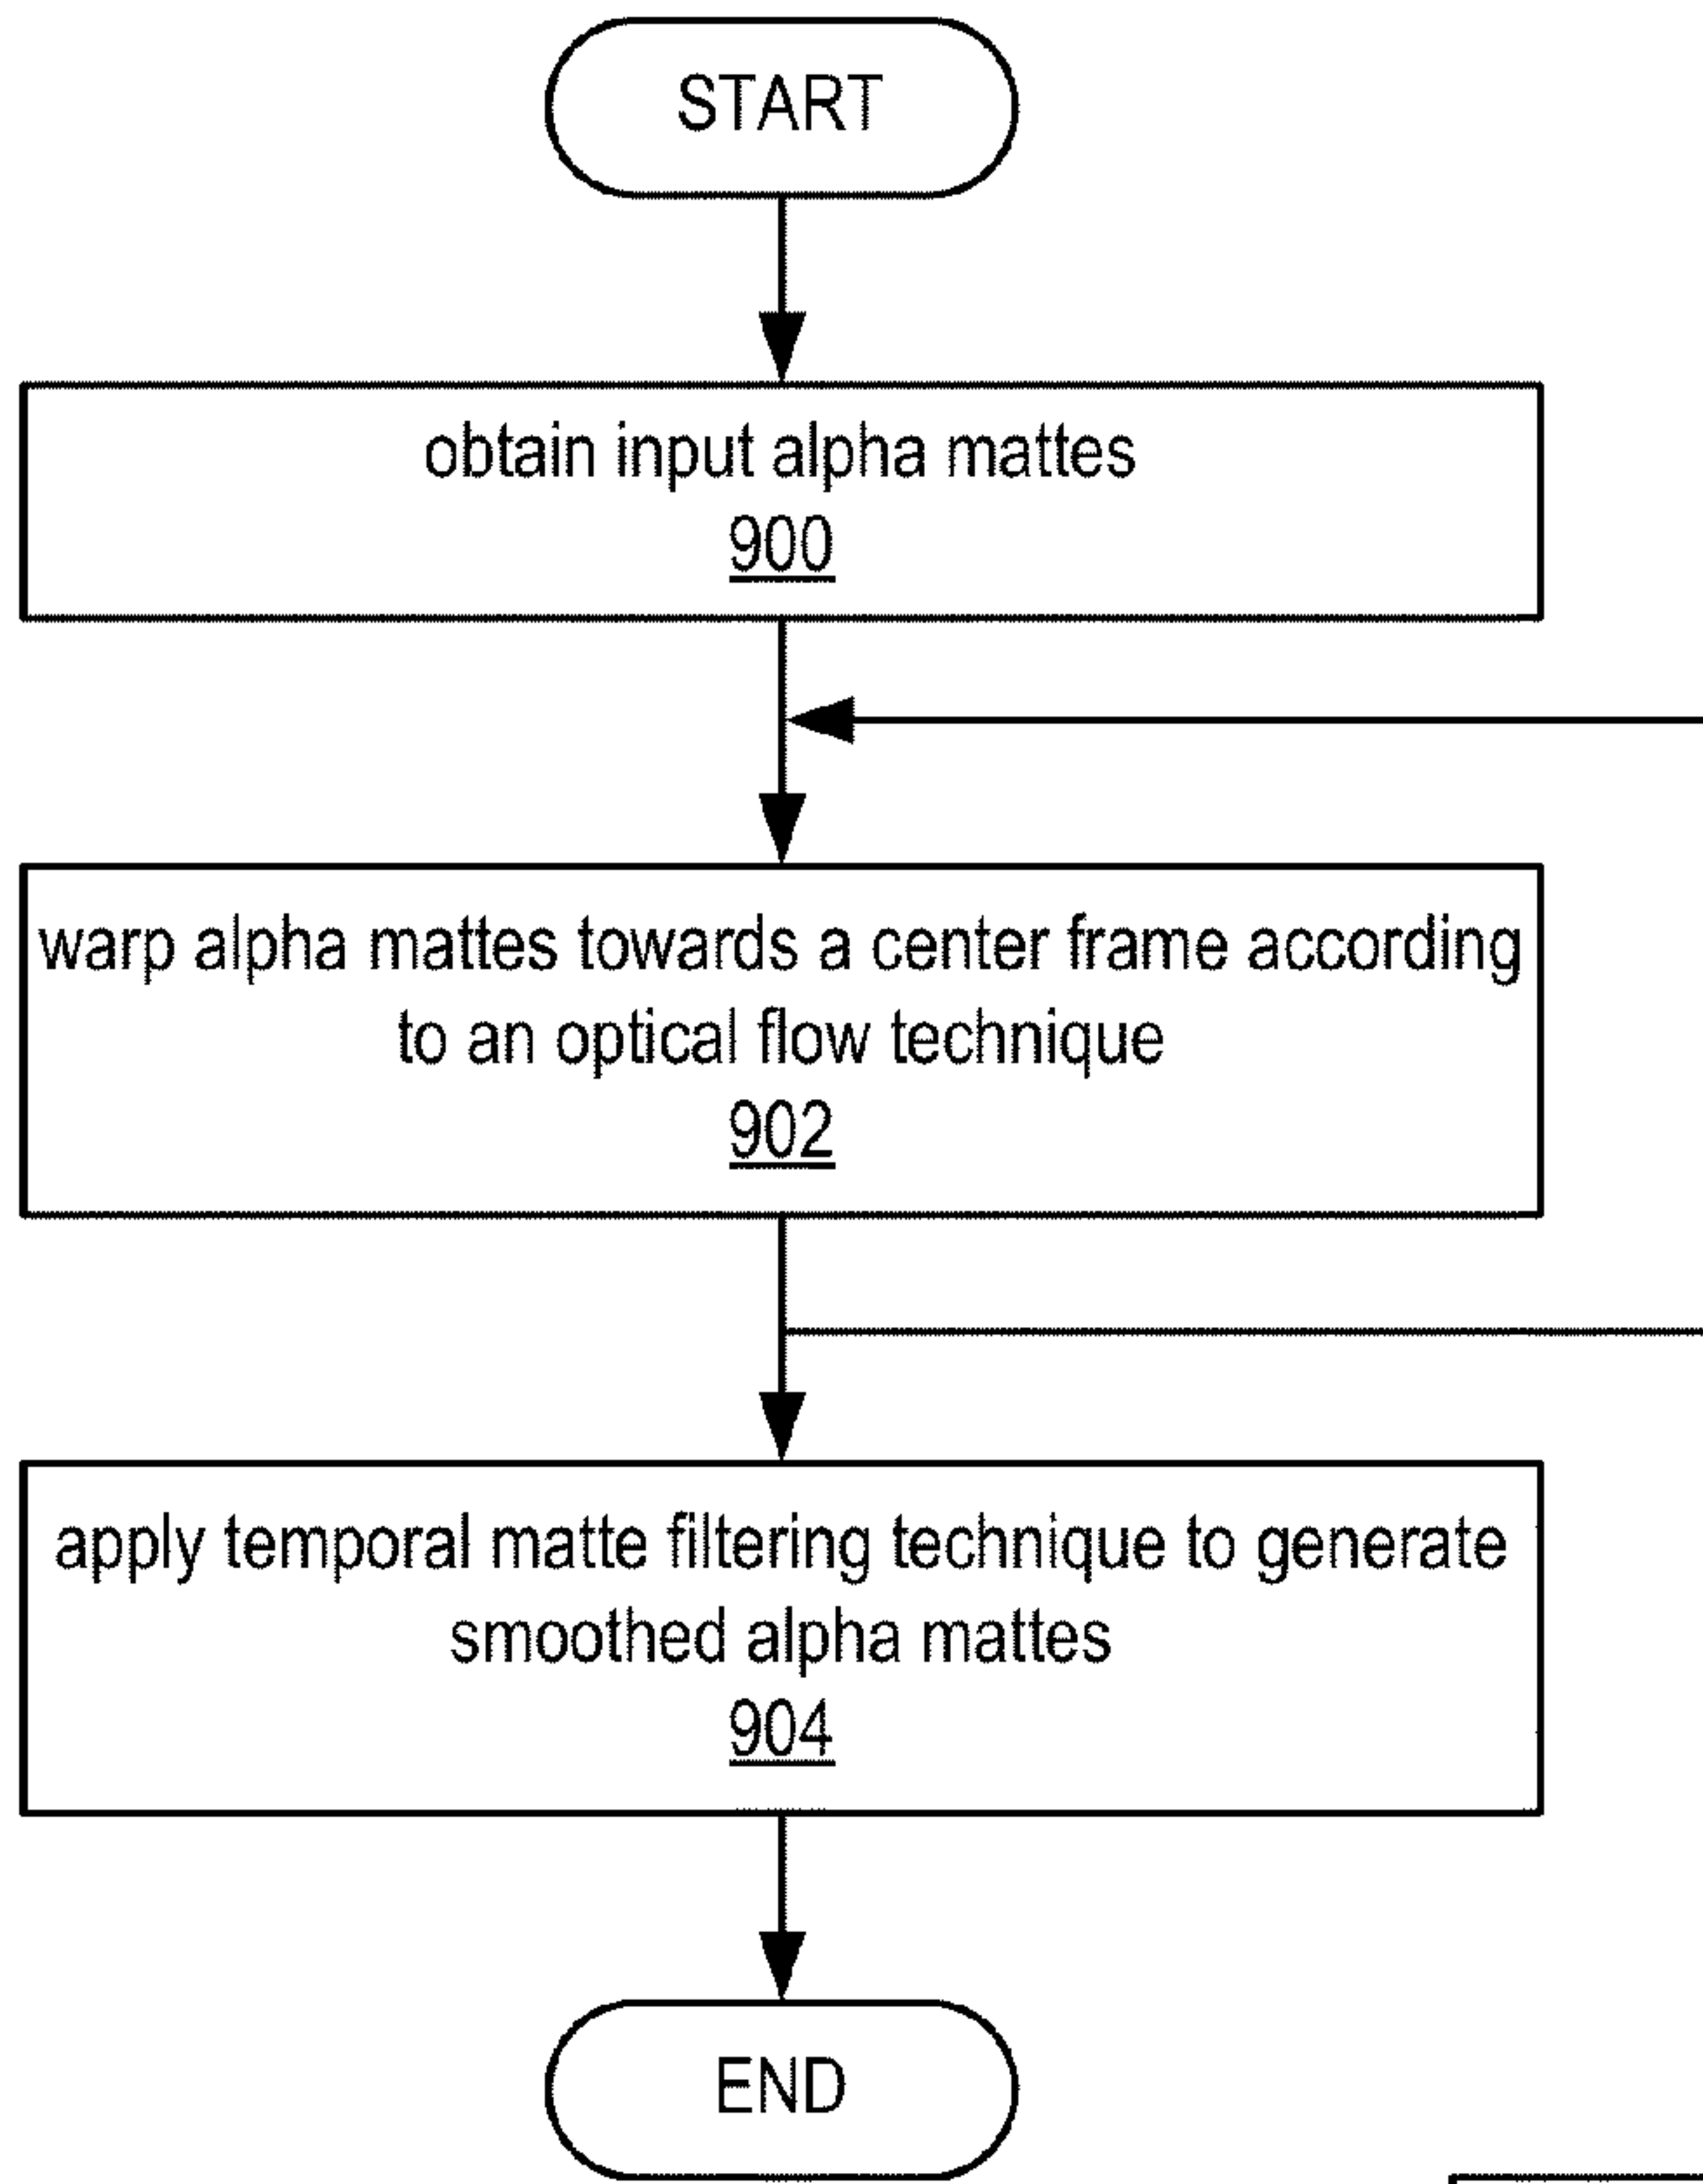 START
obtain input alpha mattes
900
warp alpha mattes towards a center frame according
to an optical flow technique
902
apply temporal matte filtering technique to generate
smoothed alpha mattes
904
END